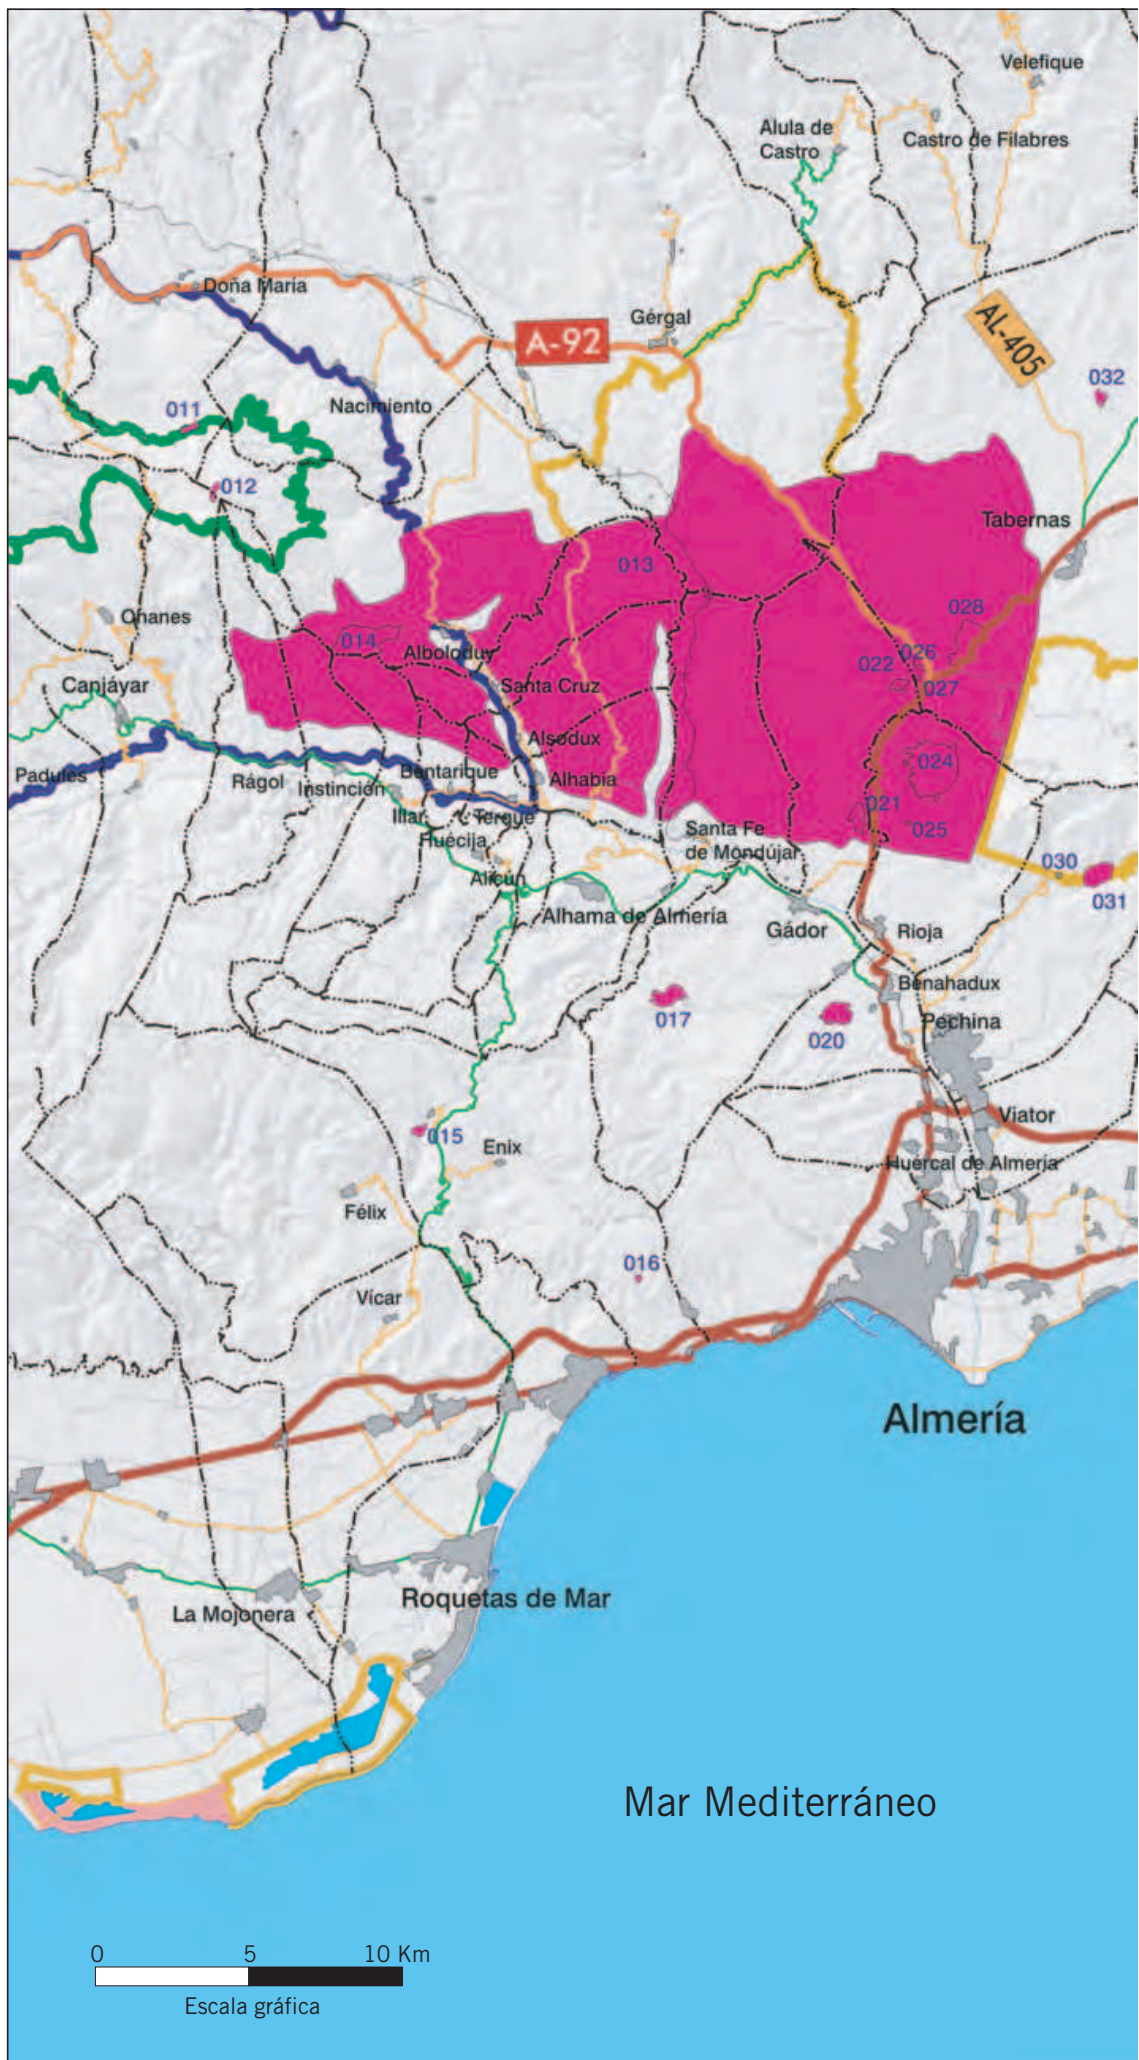 Velefique
Alula de
Castro
Castro de Filabres
Doña María
Gérgal
A-92
AL-405
032
Nacimiento
011
012
Tabernas
013
Ohanes
014
028
Alboloduy
026
022
Canjáyar
Santa Cruz
027
Alsodux
Padules
Rágol
Bentarique
Alhabia
024
Instinción
Illar
Terque
021
Santa Fe
de Mondújar
025
Huécija
030
Alicún
031
Alhama de Almería
Gádor
Rioja
Benahadux
017
020
Pechina
Viator
015
Enix
Huércal de Almería
Félix
016
Vícar
Almería
Roquetas de Mar
La Mojonera
Mar Mediterráneo
0 5 10 Km
Escala gráfica